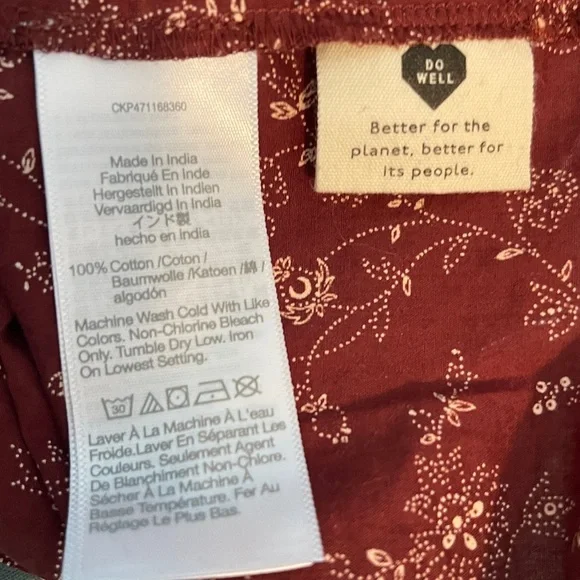 CKP471168360
Made In India
Fabriqué En Inde
Hergestellt In Indien
Vervaardigd In India
インド製
hecho en India
100% Cotton /Coton /
Baumwolle /Katoen /綿 /
algodón
Machine Wash Cold With Like
Colors. Non-Chlorine Bleach
Only. Tumble Dry Low. Iron
On Lowest Setting.
30
Laver À La Machine À L'eau
Froide.Laver En Séparant Les
Couleurs. Seulement Agent
De Blanchiment Non-Chlore.
Sécher À La Machine À
Basse Température. Fer Au
Réglage Le Plus Bas.
DO
WELL
Better for the
planet, better for
its people.